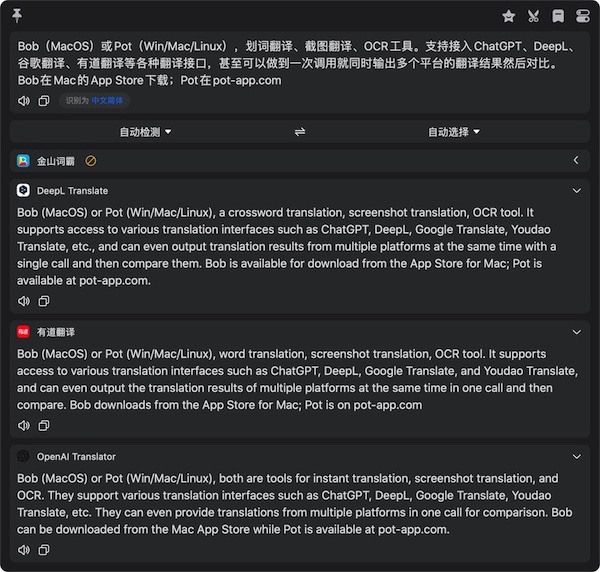 Bob（MacOS）或 Pot（Win/Mac/Linux），划词翻译、截图翻译、OCR 工具。支持接入 ChatGPT、DeepL、
谷歌翻译、有道翻译等各种翻译接口，甚至可以做到一次调用就同时输出多个平台的翻译结果然后对比。
Bob 在 Mac 的 App Store 下载；Pot 在 pot-app.com
识别为 中文简体
自动检测 自动选择
金山词霸
DeepL Translate
Bob (MacOS) or Pot (Win/Mac/Linux), a crossword translation, screenshot translation, OCR tool. It
supports access to various translation interfaces such as ChatGPT, DeepL, Google Translate, Youdao
Translate, etc., and can even output translation results from multiple platforms at the same time with a
single call and then compare them. Bob is available for download from the App Store for Mac; Pot is
available at pot-app.com.
有道翻译
Bob (MacOS) or Pot (Win/Mac/Linux), word translation, screenshot translation, OCR tool. It supports
access to various translation interfaces such as ChatGPT, DeepL, Google Translate, and Youdao Translate,
and can even output the translation results of multiple platforms at the same time in one call and then
compare. Bob downloads from the App Store for Mac; Pot is on pot-app.com
OpenAI Translator
Bob (MacOS) or Pot (Win/Mac/Linux), both are tools for instant translation, screenshot translation, and
OCR. They support various translation interfaces such as ChatGPT, DeepL, Google Translate, Youdao
Translate, etc. They can even provide translations from multiple platforms in one call for comparison. Bob
can be downloaded from the Mac App Store while Pot is available at pot-app.com.